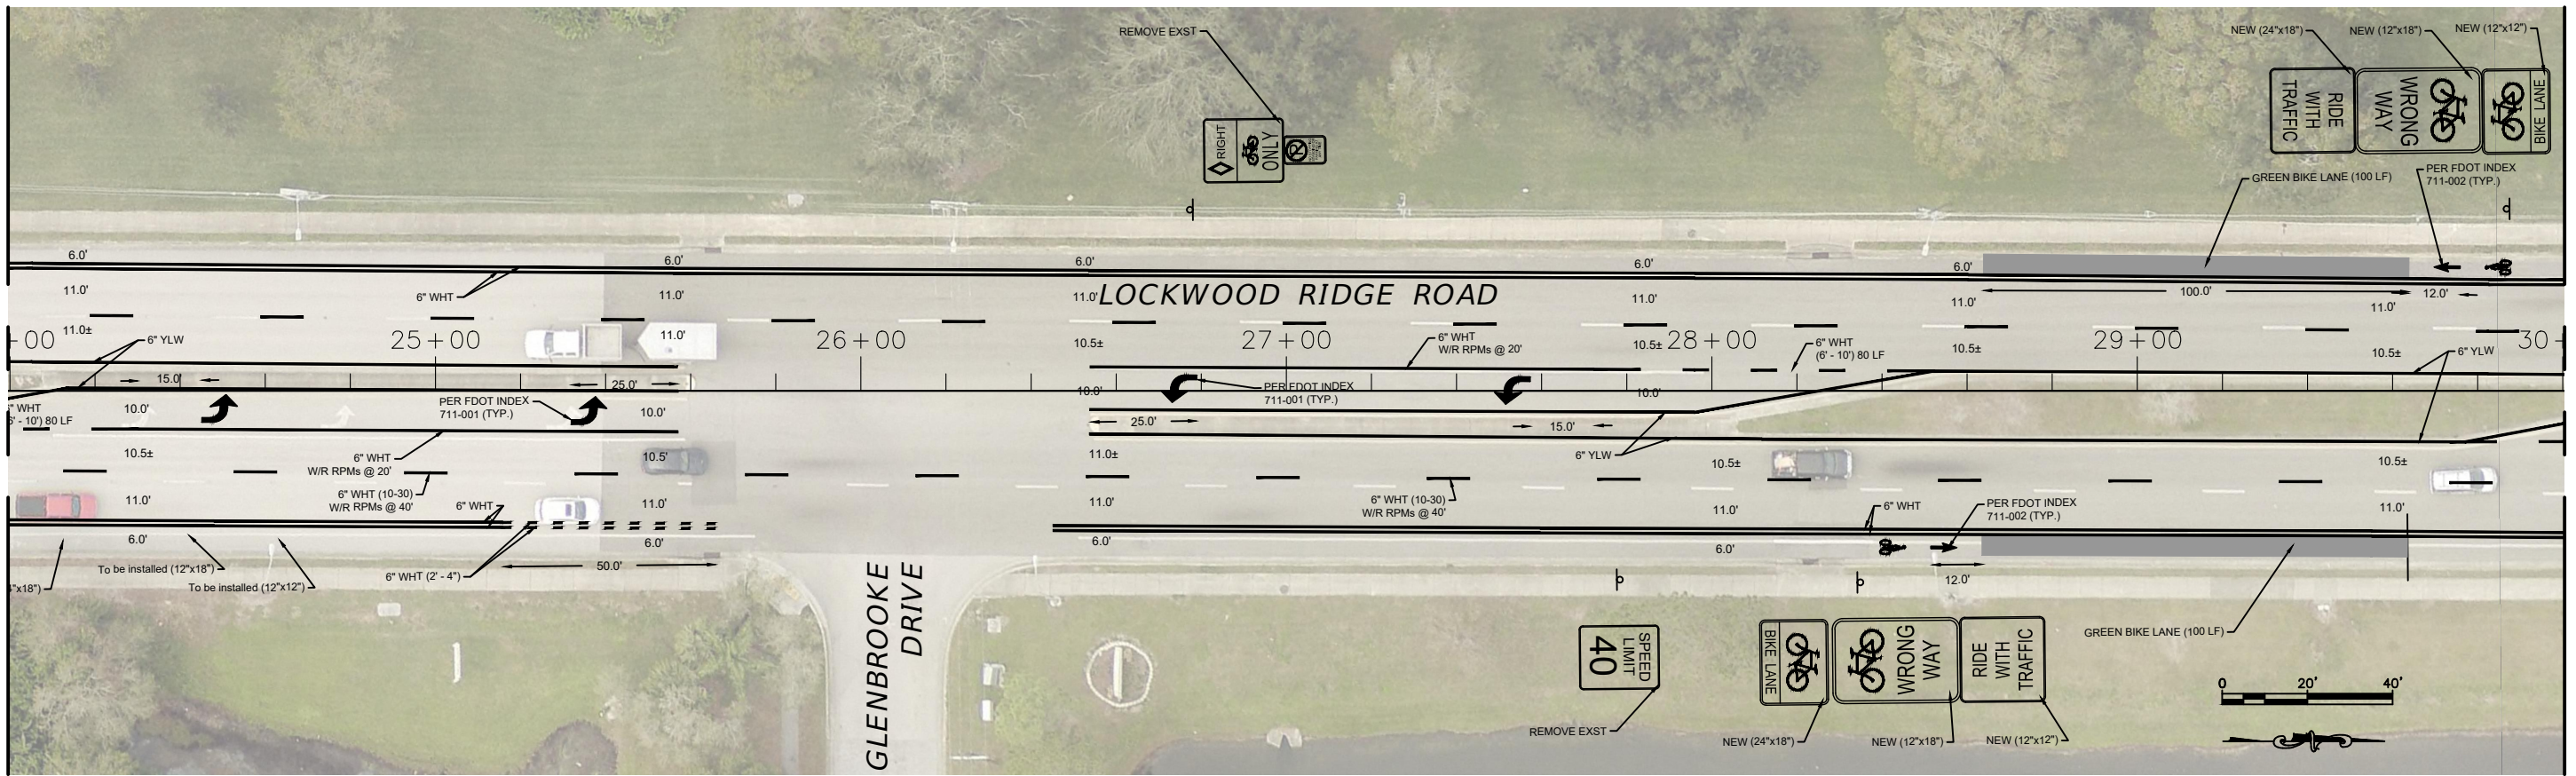 REMOVE EXST
RIGHT
ONLY
NEW (24"x18")
NEW (12"x18")
NEW (12"x12")
RIDE
WITH
TRAFFIC
WRONG
WAY
BIKE LANE
GREEN BIKE LANE (100 LF)
PER FDOT INDEX
711-002 (TYP.)
6.0'
6.0'
6.0'
6.0'
6.0'
11.0'
6" WHT
11.0'
11.0'
LOCKWOOD RIDGE ROAD
11.0'
11.0'
100.0'
11.0'
12.0'
11.0±
+00
6" YLW
25+00
11.0'
26+00
10.5±
27+00
6" WHT
W/R RPMs @ 20'
10.5±
28+00
6" WHT
(6' - 10') 80 LF
10.5±
29+00
10.5±
6" YLW
30+
15.0'
25.0'
10.0'
PER FDOT INDEX
711-001 (TYP.)
10.0'
" WHT
6' - 10') 80 LF
10.0'
PER FDOT INDEX
711-001 (TYP.)
10.0'
25.0'
15.0'
10.5±
6" WHT
W/R RPMs @ 20'
10.5'
11.0±
6" YLW
10.5±
10.5±
11.0'
6" WHT (10-30)
W/R RPMs @ 40'
6" WHT
11.0'
11.0'
6" WHT (10-30)
W/R RPMs @ 40'
11.0'
6" WHT
PER FDOT INDEX
711-002 (TYP.)
11.0'
6.0'
6.0'
6.0'
6.0'
To be installed (12"x18")
"x18")
To be installed (12"x12")
6" WHT (2' - 4")
50.0'
12.0'
GLENBROOKE
DRIVE
SPEED
LIMIT
40
REMOVE EXST
BIKE LANE
WRONG
WAY
RIDE
WITH
TRAFFIC
NEW (24"x18")
NEW (12"x18")
NEW (12"x12")
GREEN BIKE LANE (100 LF)
0
20'
40'